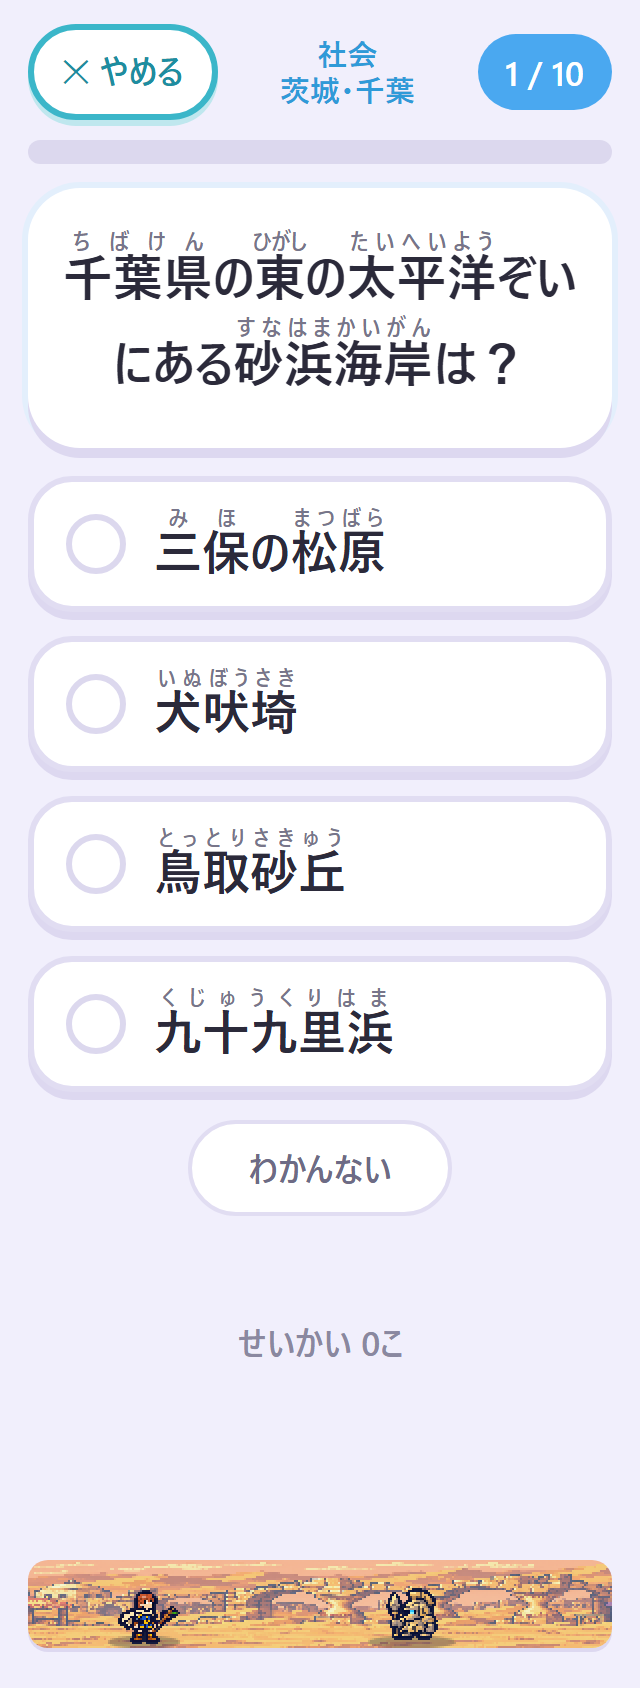 × やめる
社会
茨城・千葉
1 / 10
ちばけん ひがし たいへいよう
千葉県の東の太平洋ぞい
すなはまかいがん
にある砂浜海岸は？
みほ まつばら
三保の松原
いぬぼうさき
犬吠埼
とっとりさきゅう
鳥取砂丘
くじゅうくりはま
九十九里浜
わかんない
せいかい 0こ